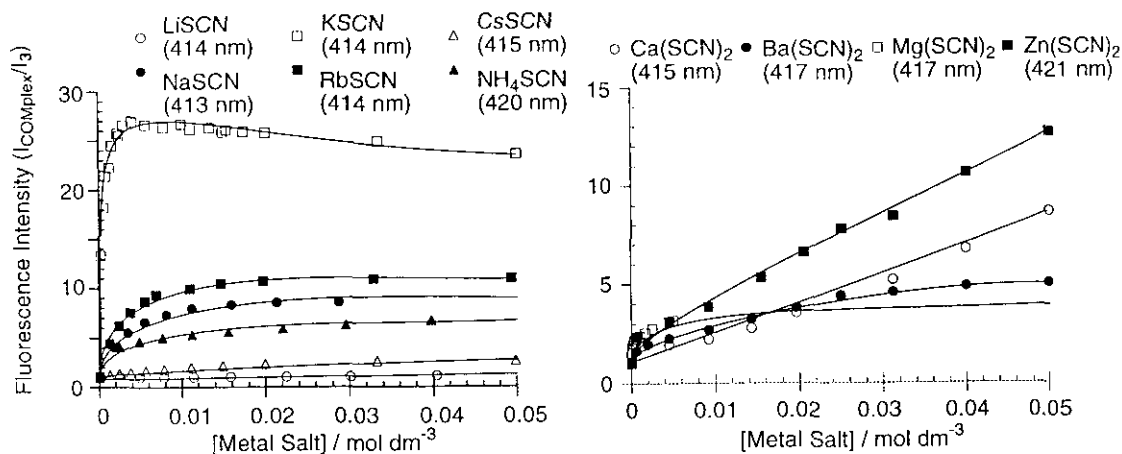 LiSCN KSCN CsSCN
(414 nm) (414 nm) (415 nm)
NaSCN RbSCN NH₄SCN
(413 nm) (414 nm) (420 nm)
Fluorescence Intensity (I_COMplex/I₃)
30
20
10
0
0 0.01 0.02 0.03 0.04 0.05
[Metal Salt] / mol dm⁻³
Ca(SCN)₂ Ba(SCN)₂ Mg(SCN)₂ Zn(SCN)₂
(415 nm) (417 nm) (417 nm) (421 nm)
15
10
5
0
0 0.01 0.02 0.03 0.04 0.05
[Metal Salt] / mol dm⁻³